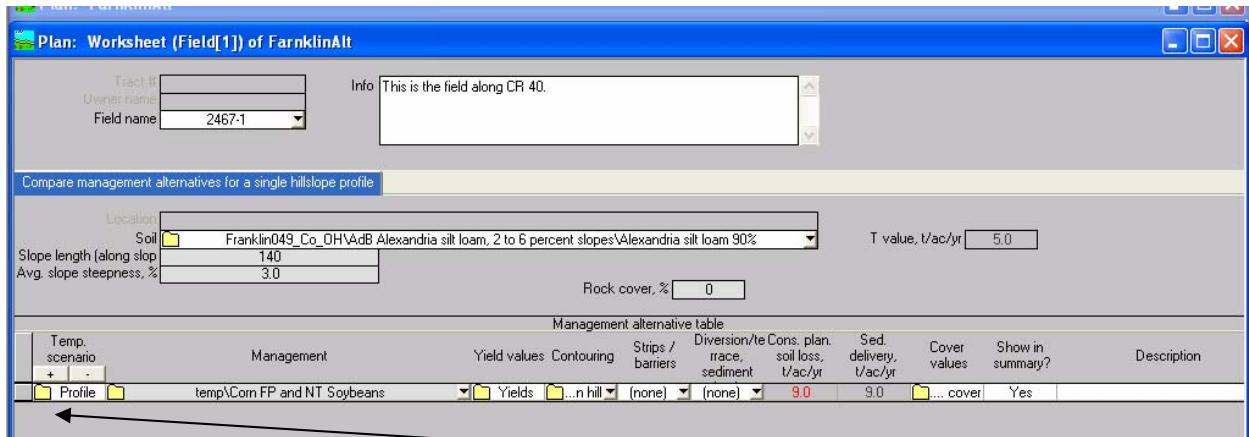 Plan: FarnklinAlt
Plan: Worksheet (Field[1]) of FarnklinAlt
Tract #
Owner name
Info This is the field along CR 40.
Field name 2467-1
Compare management alternatives for a single hillslope profile
Location
Soil Franklin049_Co_OH\AdB Alexandria silt loam, 2 to 6 percent slopes\Alexandria silt loam 90% T value, t/ac/yr 5.0
Slope length (along slop 140
Avg. slope steepness, % 3.0
Rock cover, % 0
Management alternative table
Temp. scenario + - Management Yield values Contouring Strips / barriers Diversion/te rrace, sediment Cons. plan. soil loss, t/ac/yr Sed. delivery, t/ac/yr Cover values Show in summary? Description
Profile temp\Corn FP and NT Soybeans Yields ...n hill (none) (none) 9.0 9.0 .... cover Yes